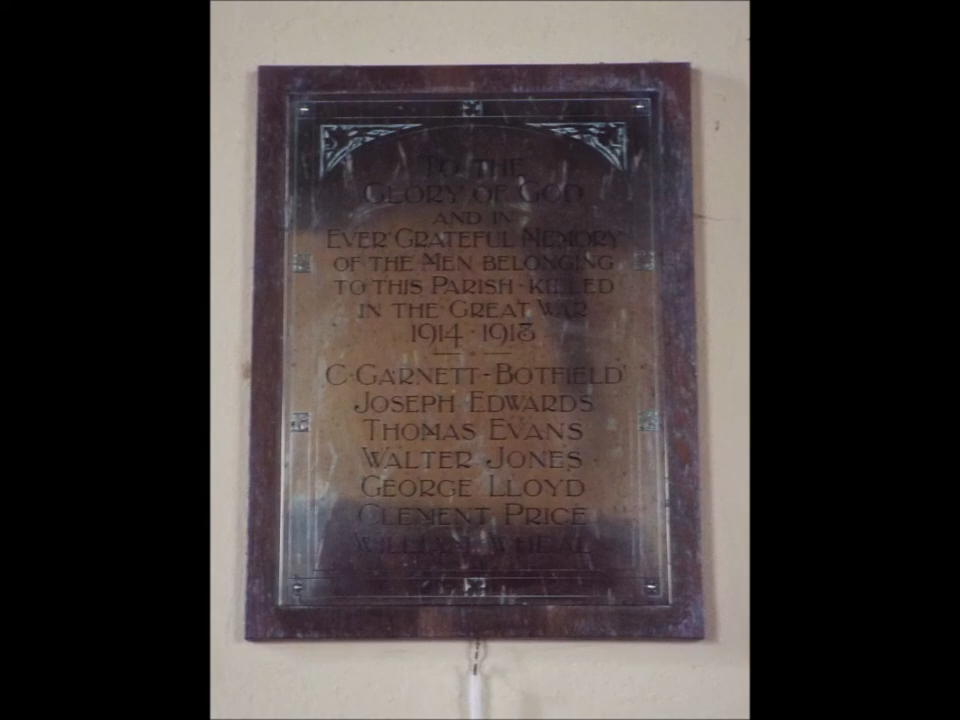 TO THE
GLORY OF GOD
AND IN
EVER GRATEFUL MEMORY
OF THE MEN BELONGING
TO THIS PARISH · KILLED
IN THE GREAT WAR
1914 · 1918
C · GARNETT - BOTFIELD
JOSEPH EDWARDS
THOMAS EVANS
WALTER JONES
GEORGE LLOYD
CLEMENT PRICE
WILLIAM